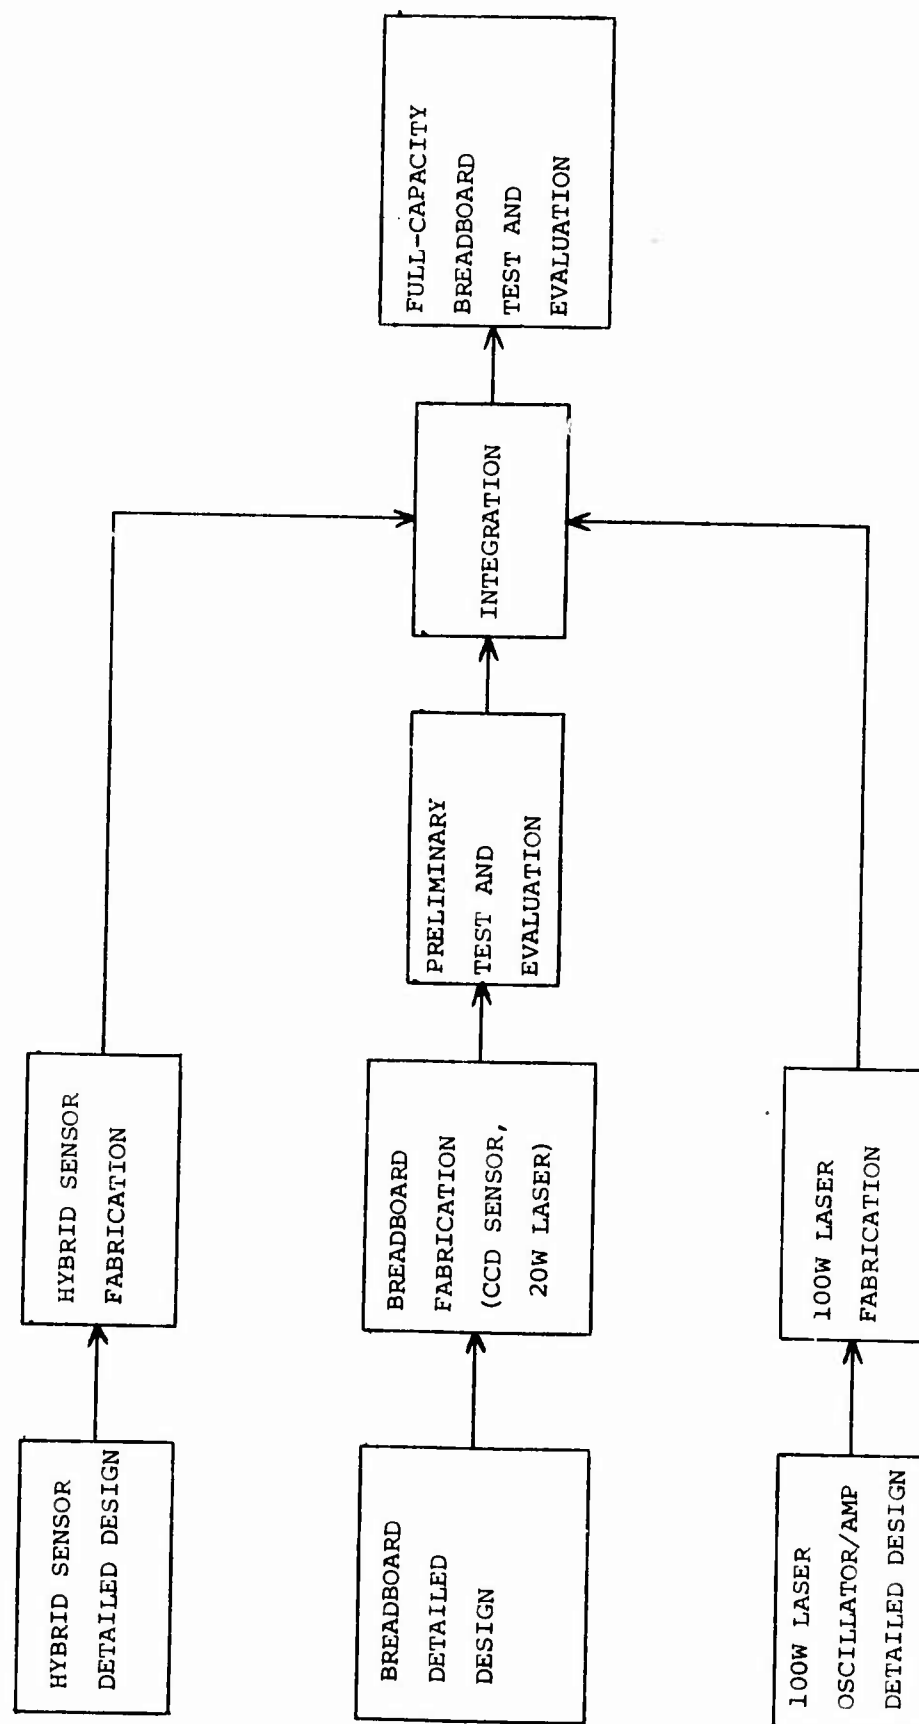 HYBRID SENSOR
DETAILED DESIGN
HYBRID SENSOR
FABRICATION
BREADBOARD
DETAILED
DESIGN
BREADBOARD
FABRICATION
(CCD SENSOR,
20W LASER)
PRELIMINARY
TEST AND
EVALUATION
INTEGRATION
FULL-CAPACITY
BREADBOARD
TEST AND
EVALUATION
100W LASER
OSCILLATOR/AMP
DETAILED DESIGN
100W LASER
FABRICATION